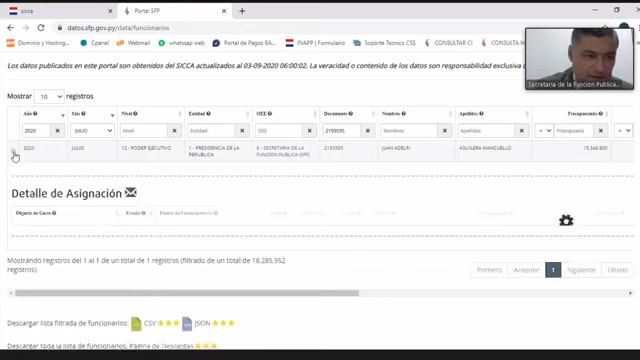 sicca
Portal SFP
datos.sfp.gov.py/data/funcionarios
Dominio y Hosting...
Cpanel
Webmail
whatssap web
Portal de Pagos BA...
INAPP | Formulario
Soporte Tecnico CSS
CONSULTAR CI
CONSULTA N
Los datos publicados en este portal son obtenidos del SICCA actualizados al 03-09-2020 06:00:02. La veracidad o contenido de los datos son responsabilidad exclusiva d
Secretaria de la Funcion Publica...
Mostrar 10 registros
Año Mes Nivel Entidad OEE Documento Nombres Apellidos Presupuestado
2020 JULIO Nivel Entidad OEE 2193595 Nombres Apellidos Presupuesto
2020 JULIO 12 - PODER EJECUTIVO 1 - PRESIDENCIA DE LA 8 - SECRETARIA DE LA 2193595 JUAN ADELFI AGUILERA MANCUELLO 15.848.800
REPUBLICA FUNCION PUBLICA (SFP)
Detalle de Asignación
Objeto de Gasto Estado Fuente de Financiamiento
Mostrando registros del 1 al 1 de un total de 1 registros (filtrado de un total de 18,285,952
registros).
Primero Anterior 1 Siguiente Último
Descargar lista filtrada de funcionarios: CSV JSON
Descargar toda la lista de funcionarios, Página de Descargas